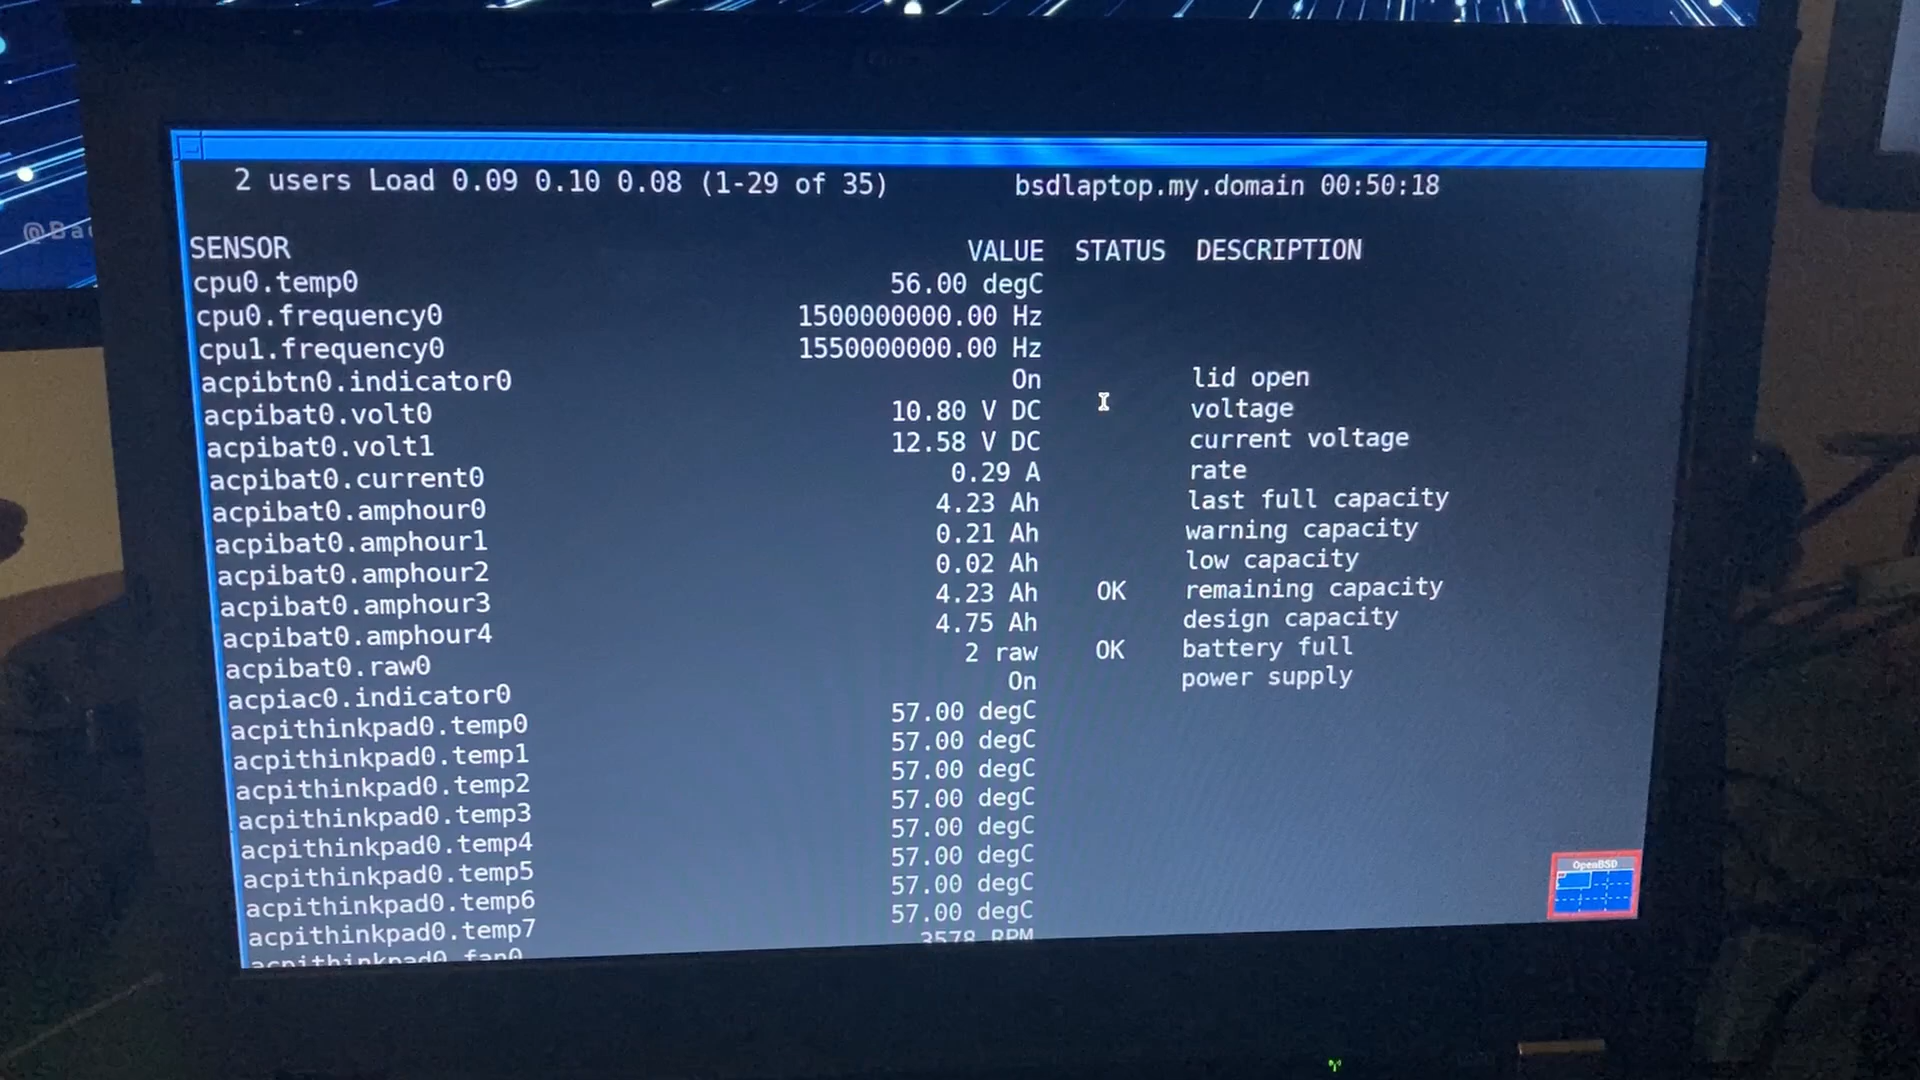 2 users Load 0.09 0.10 0.08 (1-29 of 35) bsdlaptop.my.domain 00:50:18
@Ba
SENSOR VALUE STATUS DESCRIPTION
cpu0.temp0 56.00 degC
cpu0.frequency0 1500000000.00 Hz
cpu1.frequency0 1550000000.00 Hz
acpibtn0.indicator0 On lid open
acpibat0.volt0 10.80 V DC voltage
acpibat0.volt1 12.58 V DC current voltage
acpibat0.current0 0.29 A rate
acpibat0.amphour0 4.23 Ah last full capacity
acpibat0.amphour1 0.21 Ah warning capacity
acpibat0.amphour2 0.02 Ah low capacity
acpibat0.amphour3 4.23 Ah OK remaining capacity
acpibat0.amphour4 4.75 Ah design capacity
acpibat0.raw0 2 raw OK battery full
acpiac0.indicator0 On power supply
acpithinkpad0.temp0 57.00 degC
acpithinkpad0.temp1 57.00 degC
acpithinkpad0.temp2 57.00 degC
acpithinkpad0.temp3 57.00 degC
acpithinkpad0.temp4 57.00 degC
acpithinkpad0.temp5 57.00 degC
acpithinkpad0.temp6 57.00 degC
acpithinkpad0.temp7 57.00 degC
acpithinkpad0.fan0 3578 RPM
OpenBSD